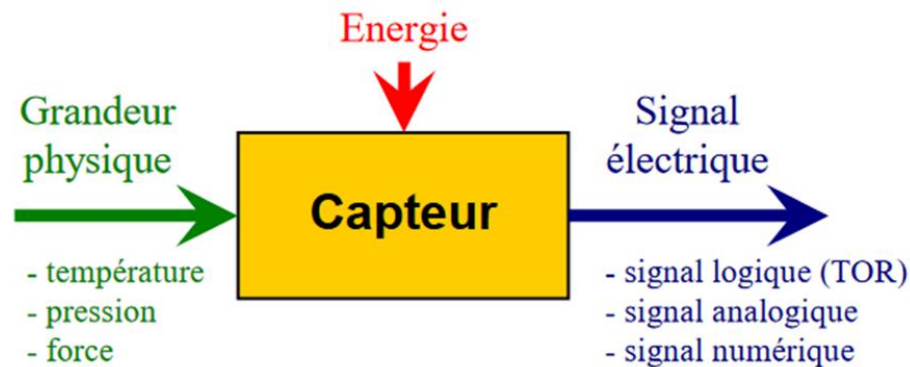 Energie
Grandeur
physique
Signal
électrique
Capteur
- température
- pression
- force
- signal logique (TOR)
- signal analogique
- signal numérique